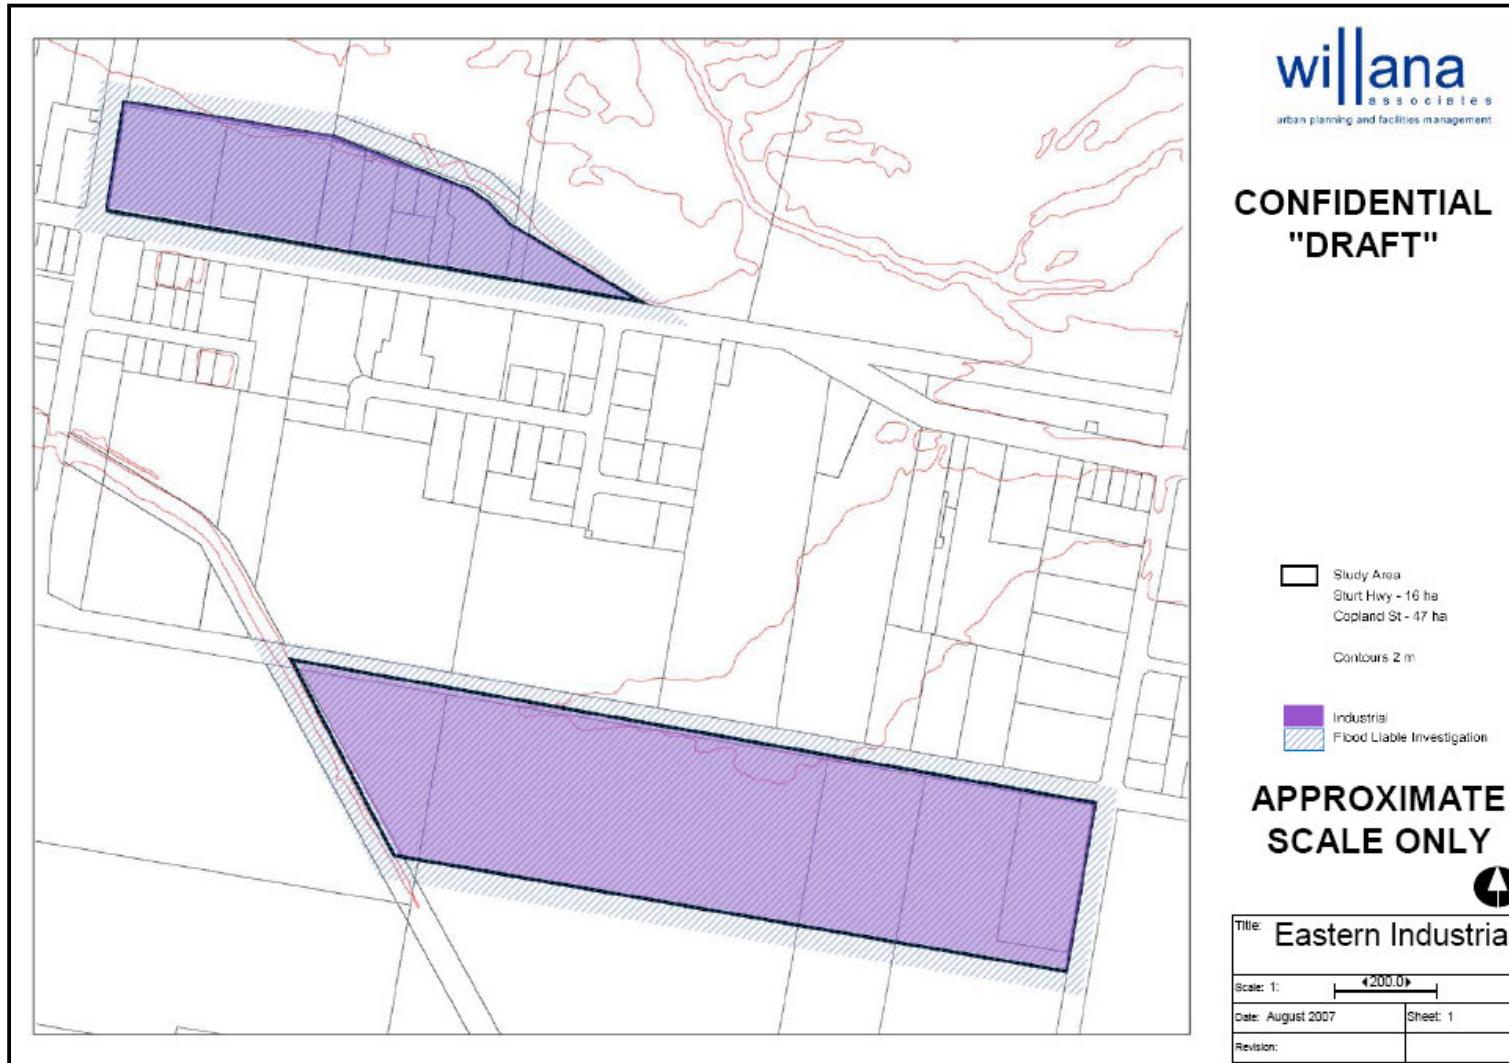 willana
associates
urban planning and facilities management
CONFIDENTIAL
"DRAFT"
Study Area
Sturt Hwy - 16 ha
Copland St - 47 ha
Contours 2 m
Industrial
Flood Liable Investigation
APPROXIMATE
SCALE ONLY
Title: Eastern Industria
Scale: 1: 200.0
Date: August 2007 Sheet: 1
Revision: